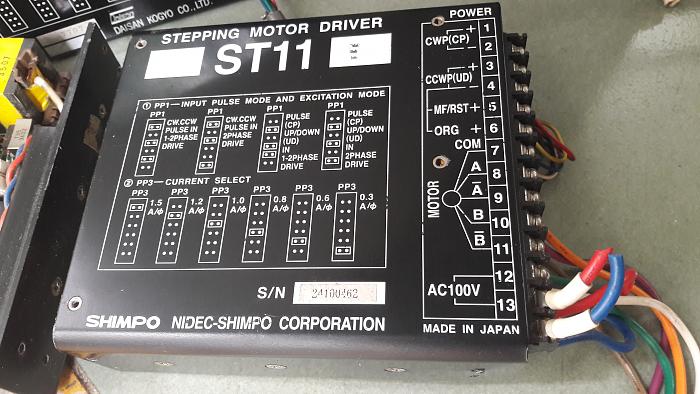 DAISAN KOGYO CO.,LTD.
STEPPING MOTOR DRIVER
ST11
POWER
CWP(CP) + 1
- 2
CCWP(UD) + 3
- 4
MF/RST + 5
ORG + 6
COM 7
MOTOR
A 8
A̅ 9
B 10
B̅ 11
AC100V 12
13
① PP1—INPUT PULSE MODE AND EXCITATION MODE
PP1 CW.CCW PULSE IN 1-2PHASE DRIVE
PP1 CW.CCW PULSE IN 2PHASE DRIVE
PP1 PULSE (CP) UP/DOWN (UD) IN 1-2PHASE DRIVE
PP1 PULSE (CP) UP/DOWN (UD) IN 2PHASE DRIVE
② PP3—CURRENT SELECT
PP3 1.5 A/φ
PP3 1.2 A/φ
PP3 1.0 A/φ
PP3 0.8 A/φ
PP3 0.6 A/φ
PP3 0.3 A/φ
S/N 24100462
SHIMPO NIDEC-SHIMPO CORPORATION
MADE IN JAPAN